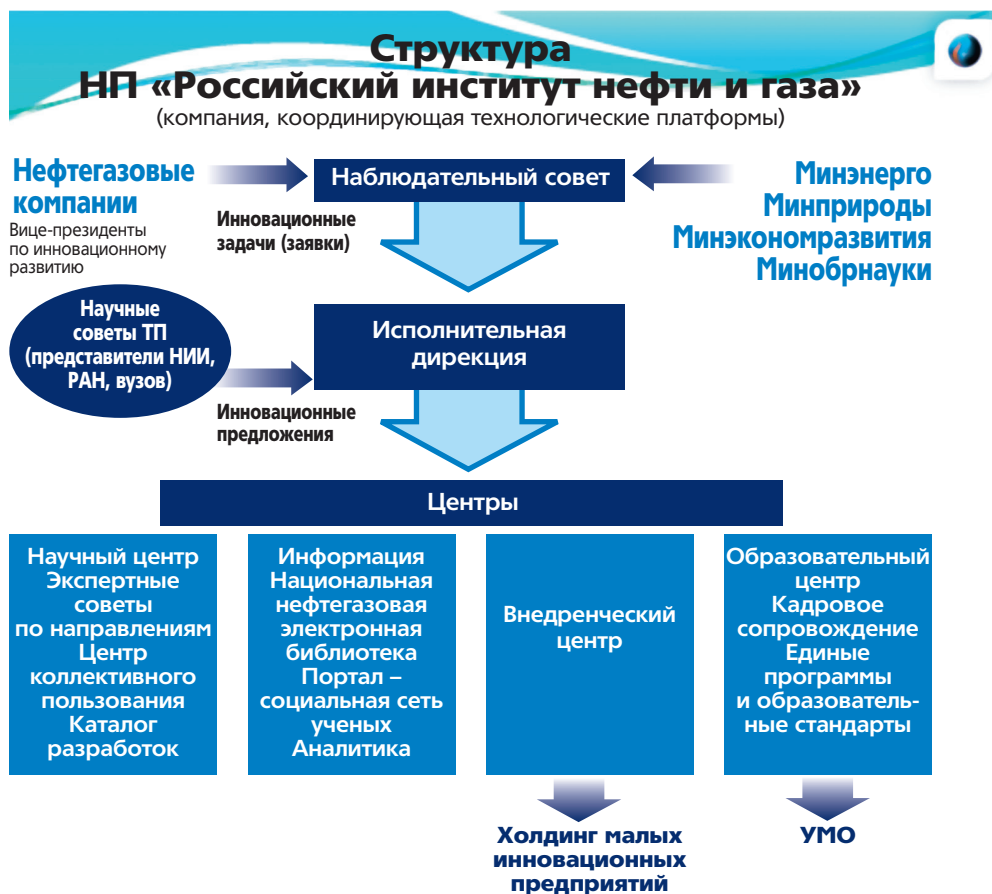 Структура
НП «Российский институт нефти и газа»
(компания, координирующая технологические платформы)
Нефтегазовые
компании
Вице-президенты
по инновационному
развитию
Наблюдательный совет
Минэнерго
Минприроды
Минэкономразвития
Минобрнауки
Инновационные
задачи (заявки)
Научные
советы ТП
(представители НИИ,
РАН, вузов)
Исполнительная
дирекция
Инновационные
предложения
Центры
Научный центр
Экспертные
советы
по направлениям
Центр
коллективного
пользования
Каталог
разработок
Информация
Национальная
нефтегазовая
электронная
библиотека
Портал –
социальная сеть
ученых
Аналитика
Внедренческий
центр
Образовательный
центр
Кадровое
сопровождение
Единые
программы
и образователь-
ные стандарты
Холдинг малых
инновационных
предприятий
УМО